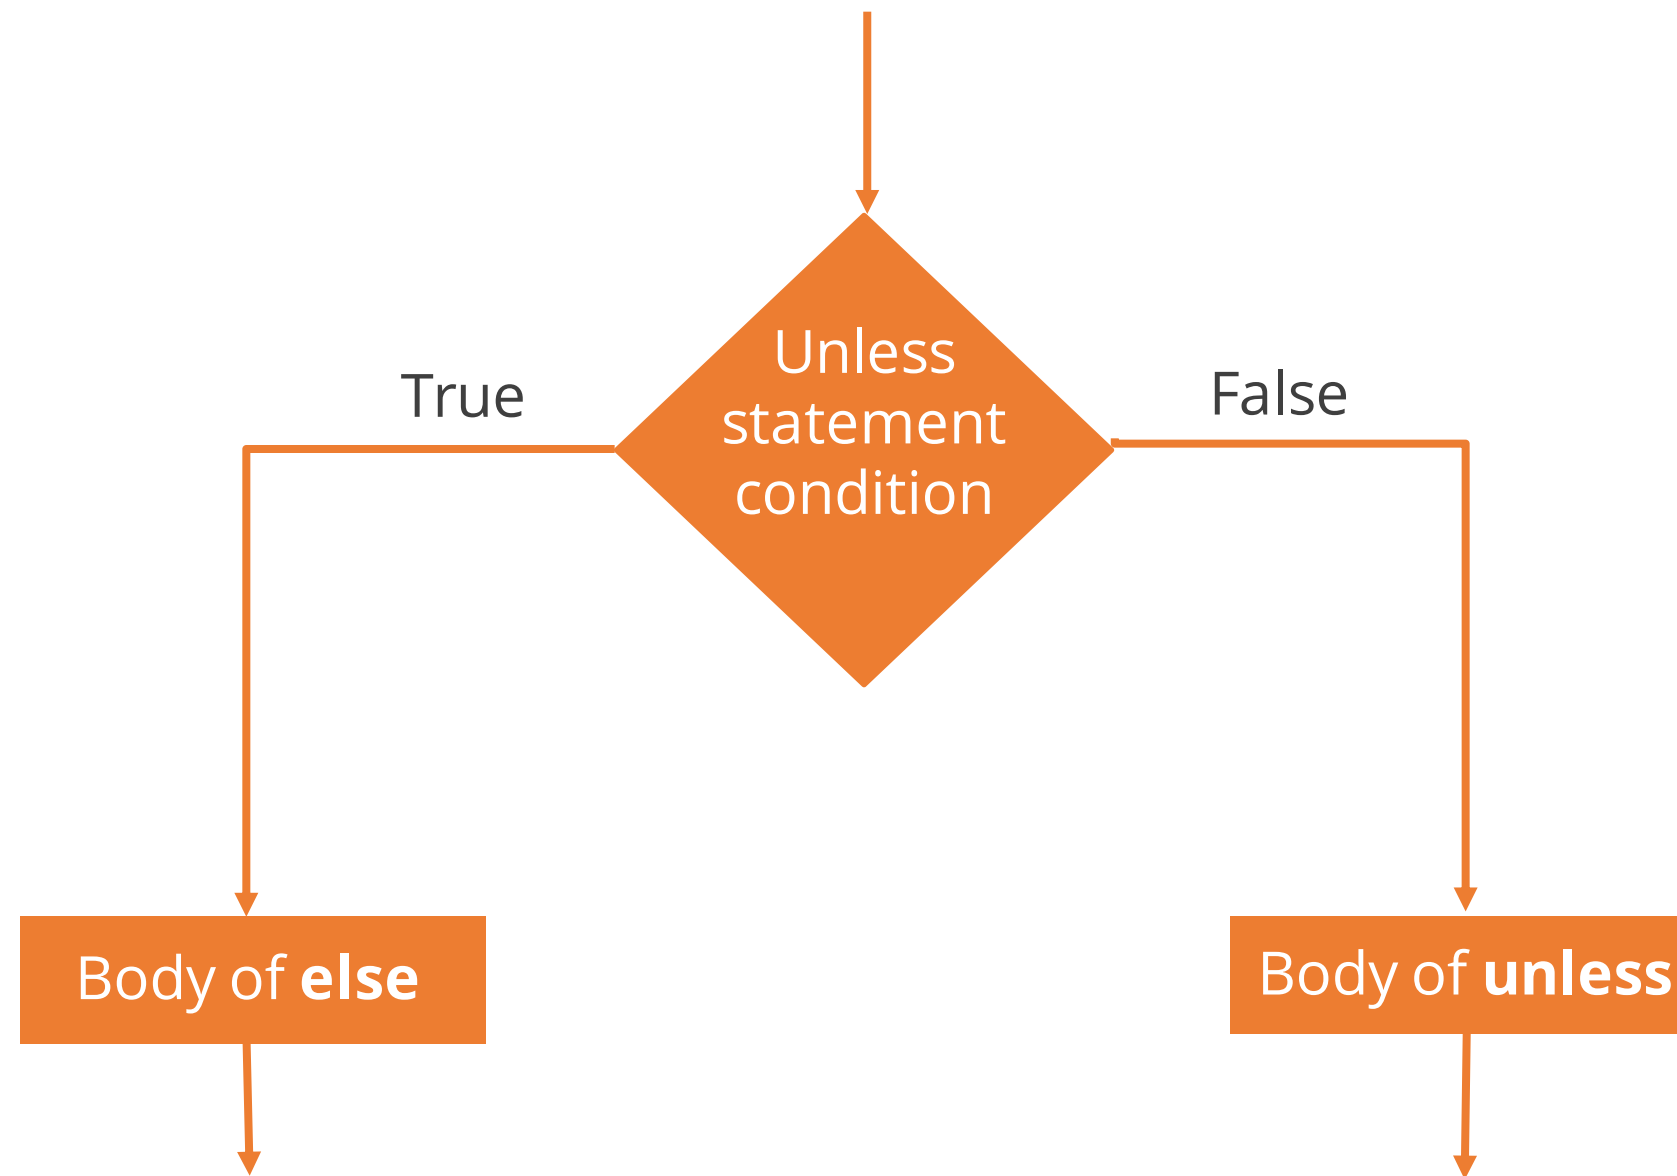 Unless
statement
condition
True
False
Body of else
Body of unless